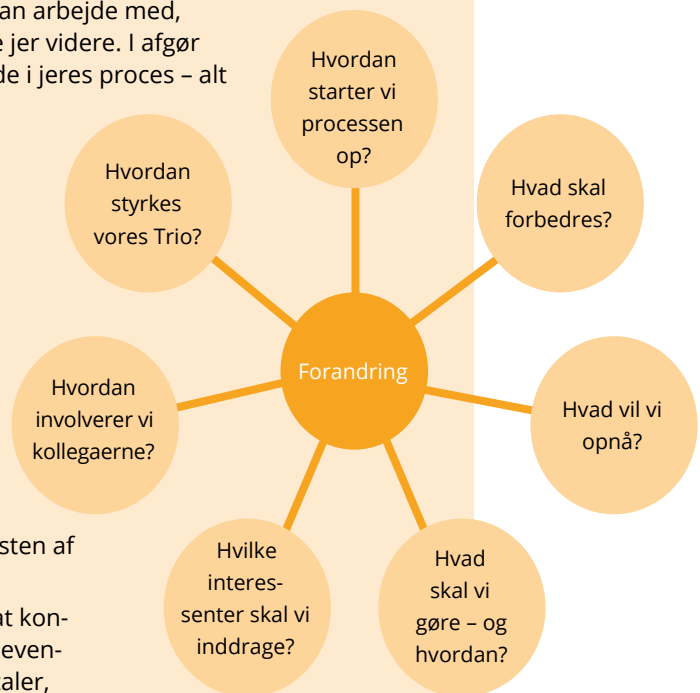 an arbejde med,
jer videre. I afgør
de i jeres proces – alt
Hvordan
starter vi
processen
op?
Hvad skal
forbedres?
Hvad vil vi
opnå?
Hvad
skal vi
gøre – og
hvordan?
Hvilke
interes-
senter skal vi
inddrage?
Hvordan
involverer vi
kollegaerne?
Hvordan
styrkes
vores Trio?
Forandring
sten af
at kon-
even-
taler,